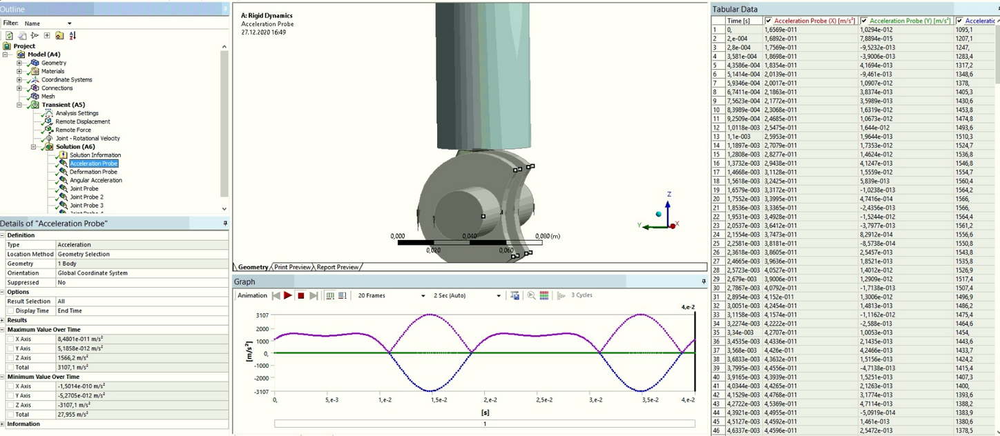 Outline
Filter: Name
Project
Model (A4)
Geometry
Materials
Coordinate Systems
Connections
Mesh
Transient (A5)
Analysis Settings
Remote Displacement
Remote Force
Joint - Rotational Velocity
Solution (A6)
Solution Information
Acceleration Probe
Deformation Probe
Angular Acceleration
Joint Probe
Joint Probe 2
Joint Probe 3
Details of "Acceleration Probe"
Definition
Type Acceleration
Location Method Geometry Selection
Geometry 1 Body
Orientation Global Coordinate System
Suppressed No
Options
Result Selection All
Display Time End Time
Results
Maximum Value Over Time
X Axis 8,4801e-011 m/s²
Y Axis 5,1858e-012 m/s²
Z Axis 1566,2 m/s²
Total 3107,1 m/s²
Minimum Value Over Time
X Axis -1,5014e-010 m/s²
Y Axis -5,2705e-012 m/s²
Z Axis -3107,1 m/s²
Total 27,955 m/s²
Information
A: Rigid Dynamics
Acceleration Probe
27.12.2020 16:49
Z
Y
X
0,000 0,040 0,080 (m)
0,020 0,060
Geometry Print Preview Report Preview
Graph
Animation 20 Frames 2 Sec (Auto) 3 Cycles
4,e-2
3107
2000
1000
0,
-1000
-2000
-3107
[m/s²]
0, 5,e-3 1,e-2 1,5e-2 2,e-2 2,5e-2 3,e-2 3,5e-2 4,e-2
[s]
1
Tabular Data
Time [s] Acceleration Probe (X) [m/s²] Acceleration Probe (Y) [m/s²]
1 0, 1,6569e-011 1,0294e-012 1095,1
2 2,e-004 1,6892e-011 7,8894e-015 1207,1
3 2,8e-004 1,7569e-011 -9,5232e-013 1247,
4 3,581e-004 1,8698e-011 -3,9006e-013 1283,4
5 4,3586e-004 1,8354e-011 4,1694e-013 1317,2
6 5,1414e-004 2,0139e-011 -9,461e-013 1348,6
7 5,9346e-004 2,0017e-011 1,0907e-012 1378,
8 6,7411e-004 2,1863e-011 3,8374e-013 1405,3
9 7,5623e-004 2,1772e-011 3,5989e-013 1430,6
10 8,3989e-004 2,3068e-011 1,6319e-012 1453,8
11 9,2509e-004 2,4685e-011 1,0673e-012 1474,8
12 1,0118e-003 2,5475e-011 1,644e-012 1493,6
13 1,1e-003 2,5953e-011 1,9644e-013 1510,3
14 1,1897e-003 2,7079e-011 1,7353e-012 1524,7
15 1,2808e-003 2,8277e-011 1,4624e-012 1536,8
16 1,3732e-003 2,9438e-011 4,1247e-013 1546,8
17 1,4668e-003 3,1128e-011 1,5559e-012 1554,7
18 1,5618e-003 3,2425e-011 5,839e-013 1560,4
19 1,6579e-003 3,3172e-011 -1,0238e-013 1564,2
20 1,7552e-003 3,3995e-011 4,7416e-014 1566,
21 1,8536e-003 3,3365e-011 -2,4356e-013 1566,
22 1,9531e-003 3,4928e-011 -1,5244e-012 1564,4
23 2,0537e-003 3,6412e-011 -3,7977e-013 1561,2
24 2,1554e-003 3,7473e-011 8,2912e-014 1556,6
25 2,2581e-003 3,8181e-011 -8,5738e-014 1550,8
26 2,3618e-003 3,8605e-011 2,5457e-013 1543,8
27 2,4665e-003 3,9636e-011 1,8521e-013 1535,8
28 2,5723e-003 4,0527e-011 1,4012e-013 1526,9
29 2,679e-003 3,9006e-011 1,2909e-012 1517,4
30 2,7867e-003 4,0792e-011 -1,7138e-013 1507,4
31 2,8954e-003 4,152e-011 1,3006e-012 1496,9
32 3,0051e-003 4,2454e-011 1,4813e-013 1486,2
33 3,1158e-003 4,1574e-011 -1,1162e-012 1475,4
34 3,2274e-003 4,2222e-011 -2,588e-013 1464,6
35 3,34e-003 4,2707e-011 1,0053e-013 1454,
36 3,4535e-003 4,4336e-011 2,1435e-013 1443,6
37 3,568e-003 4,426e-011 4,2466e-013 1433,7
38 3,6833e-003 4,3632e-011 1,5156e-013 1424,2
39 3,7995e-003 4,4556e-011 -4,7138e-013 1415,4
40 3,9165e-003 4,4939e-011 1,5251e-013 1407,3
41 4,0344e-003 4,4265e-011 2,1263e-013 1400,
42 4,1529e-003 4,4768e-011 3,1774e-013 1393,6
43 4,2722e-003 4,5369e-011 4,7114e-013 1388,2
44 4,3921e-003 4,4955e-011 -5,0919e-014 1383,9
45 4,5127e-003 4,4592e-011 1,461e-013 1380,6
46 4,6337e-003 4,4596e-011 2,5472e-013 1378,5